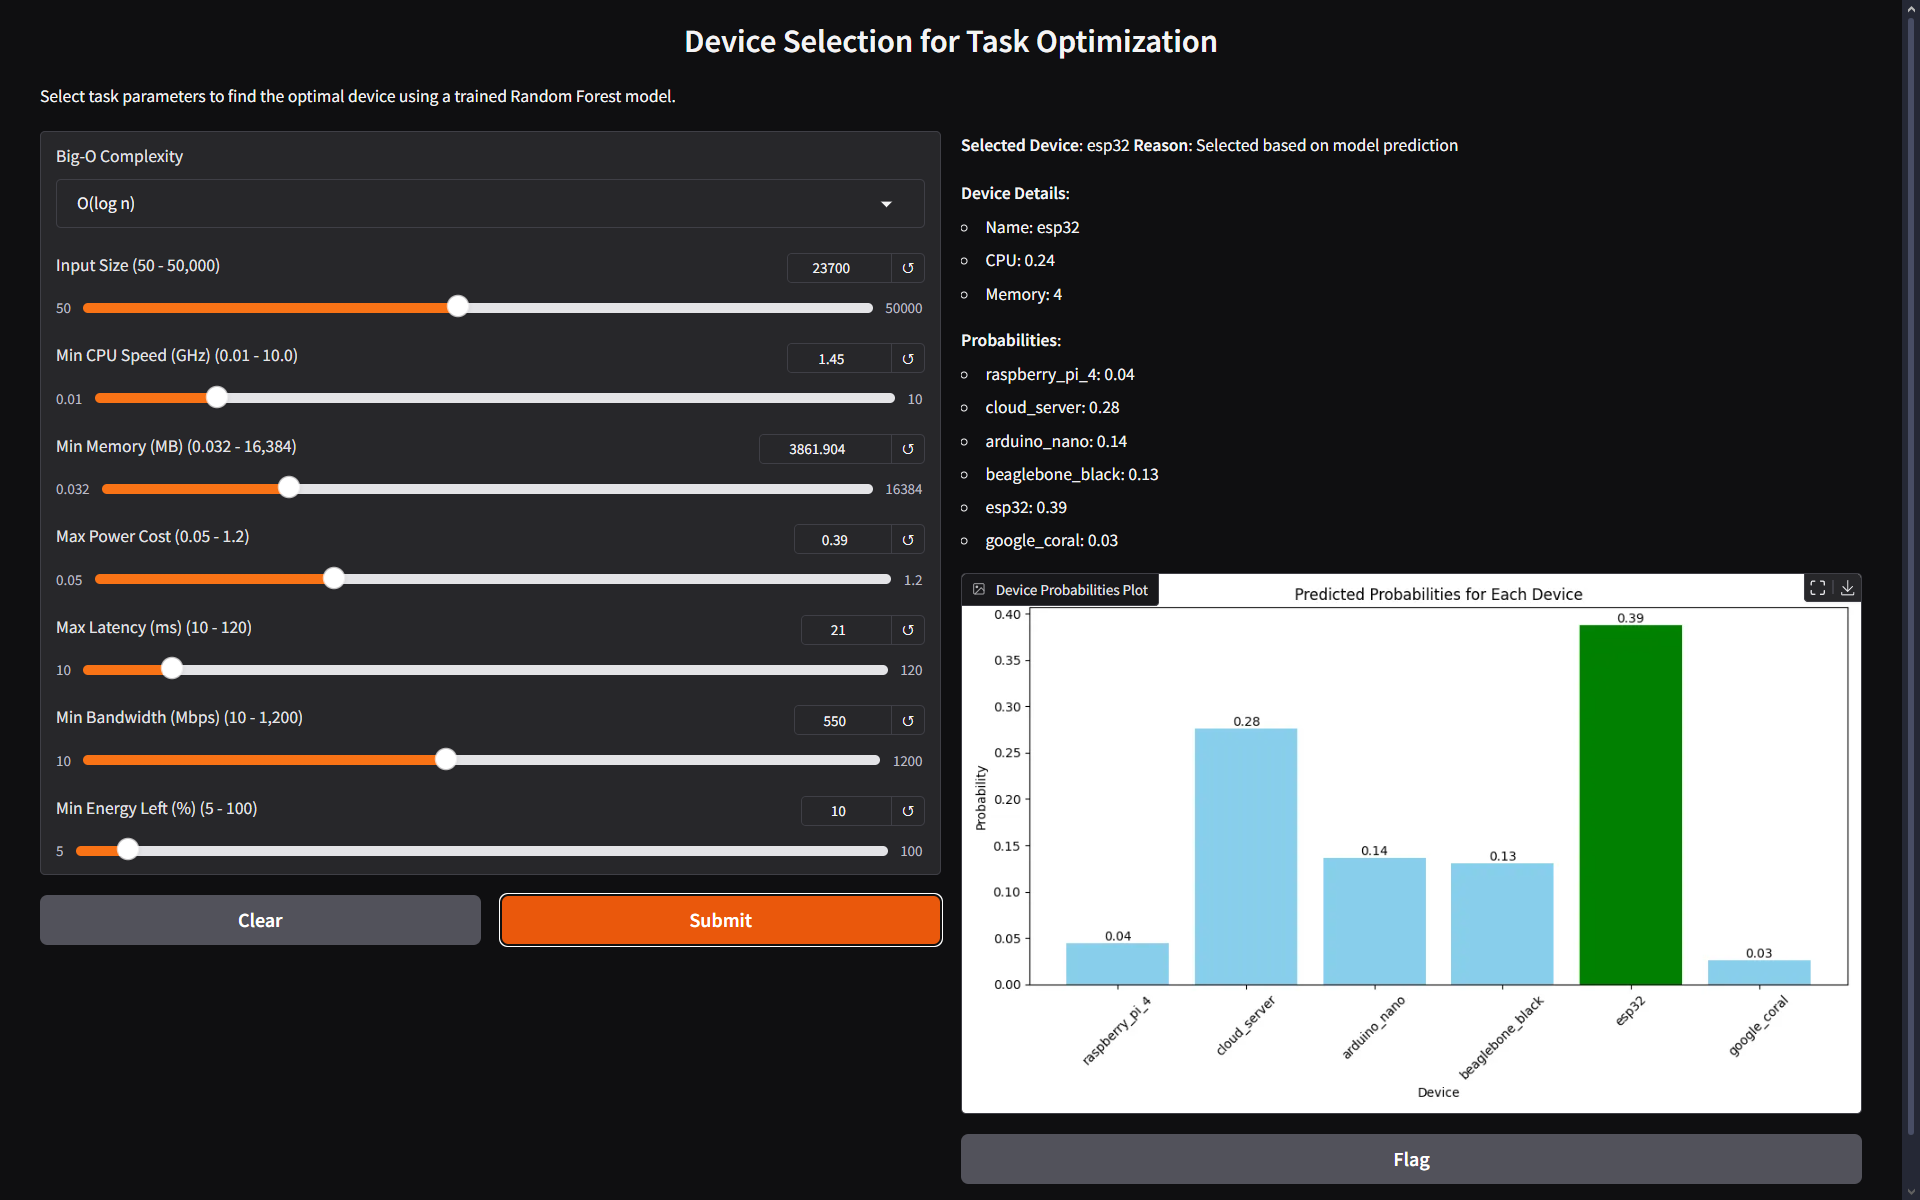 Device Selection for Task Optimization
Select task parameters to find the optimal device using a trained Random Forest model.
Big-O Complexity
O(log n)
Input Size (50 - 50,000)
23700 ↺
50 50000
Min CPU Speed (GHz) (0.01 - 10.0)
1.45 ↺
0.01 10
Min Memory (MB) (0.032 - 16,384)
3861.904 ↺
0.032 16384
Max Power Cost (0.05 - 1.2)
0.39 ↺
0.05 1.2
Max Latency (ms) (10 - 120)
21 ↺
10 120
Min Bandwidth (Mbps) (10 - 1,200)
550 ↺
10 1200
Min Energy Left (%) (5 - 100)
10 ↺
5 100
Clear
Submit
Selected Device: esp32 Reason: Selected based on model prediction
Device Details:
Name: esp32
CPU: 0.24
Memory: 4
Probabilities:
raspberry_pi_4: 0.04
cloud_server: 0.28
arduino_nano: 0.14
beaglebone_black: 0.13
esp32: 0.39
google_coral: 0.03
Device Probabilities Plot
Predicted Probabilities for Each Device
Probability
0.40
0.35
0.30
0.25
0.20
0.15
0.10
0.05
0.00
0.04
0.28
0.14
0.13
0.39
0.03
raspberry_pi_4
cloud_server
arduino_nano
beaglebone_black
esp32
google_coral
Device
Flag